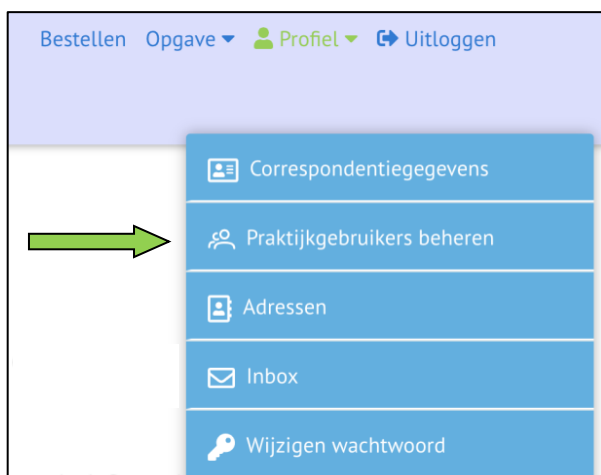 Bestellen Opgave Profiel Uitloggen
Correspondentiegegevens
Praktijkgebruikers beheren
Adressen
Inbox
Wijzigen wachtwoord